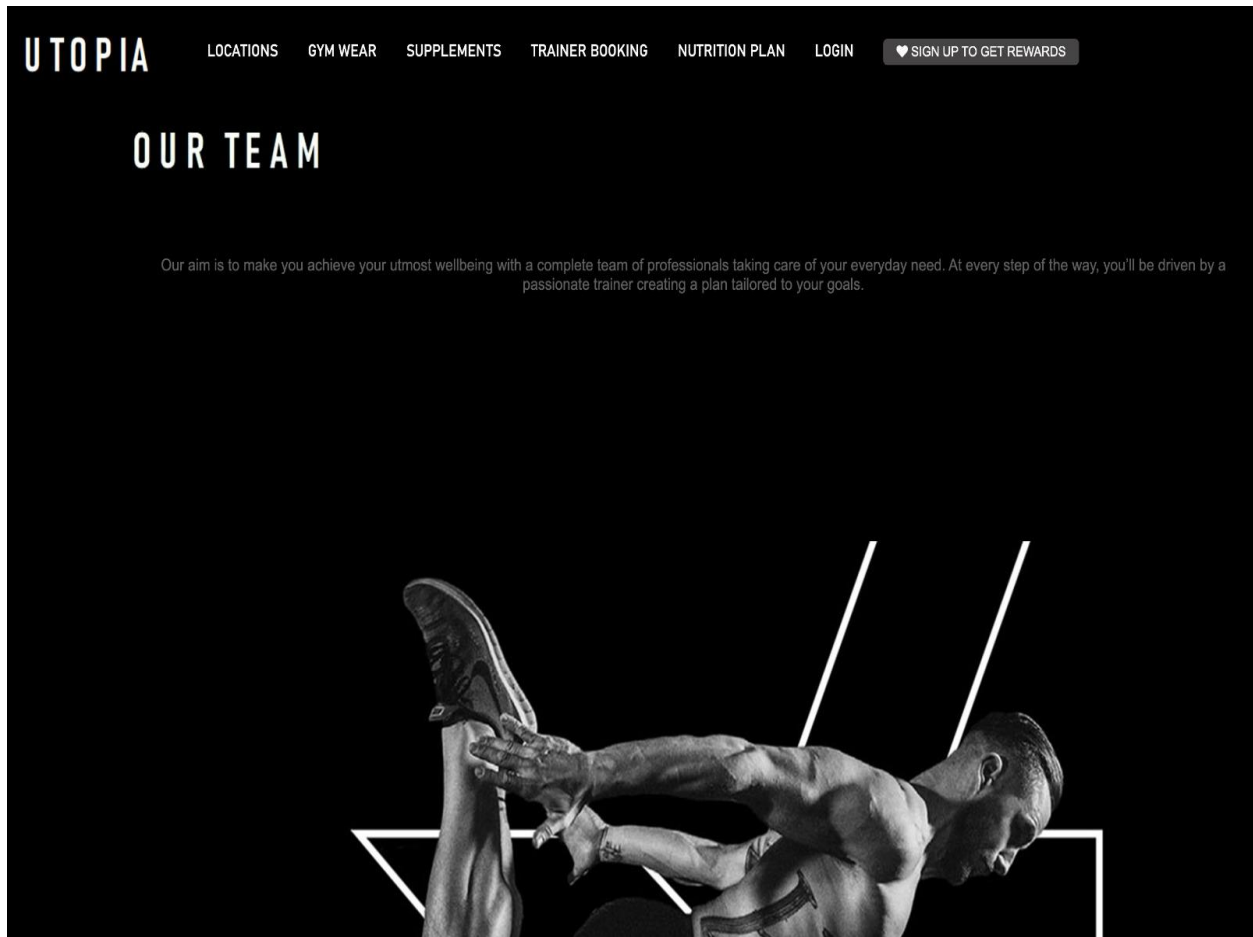 UTOPIA
LOCATIONS
GYM WEAR
SUPPLEMENTS
TRAINER BOOKING
NUTRITION PLAN
LOGIN
SIGN UP TO GET REWARDS
OUR TEAM
Our aim is to make you achieve your utmost wellbeing with a complete team of professionals taking care of your everyday need. At every step of the way, you'll be driven by a
passionate trainer creating a plan tailored to your goals.